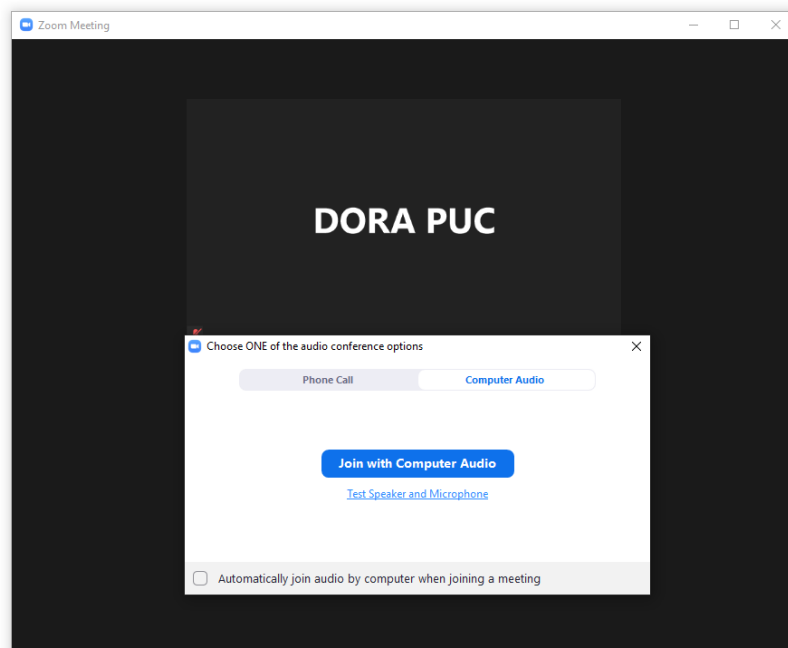 Zoom Meeting
DORA PUC
Choose ONE of the audio conference options
Phone Call
Computer Audio
Join with Computer Audio
Test Speaker and Microphone
Automatically join audio by computer when joining a meeting